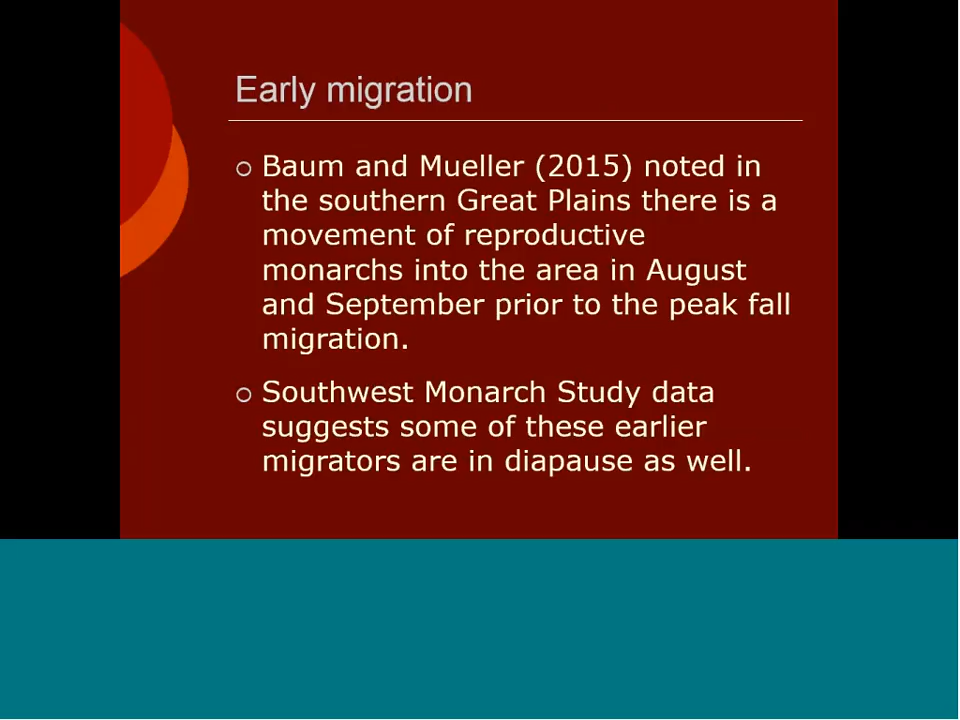 Early migration
Baum and Mueller (2015) noted in
the southern Great Plains there is a
movement of reproductive
monarchs into the area in August
and September prior to the peak fall
migration.
Southwest Monarch Study data
suggests some of these earlier
migrators are in diapause as well.